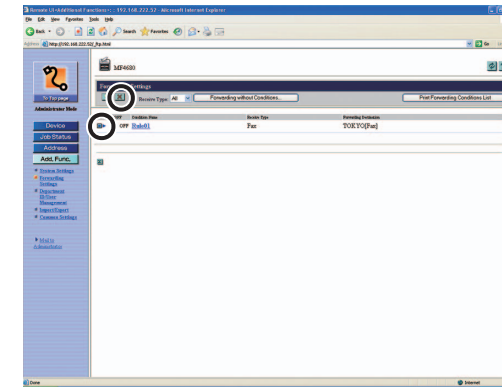 Remote UI<Additional Functions> : 192.168.222.52 - Microsoft Internet Explorer
File Edit View Favorites Tools Help
Back Search Favorites
Address http://192.168.222.52/_ftp.html Go
MF4680
To Top page
Administrator Mode
Settings
Receive Type All Forwarding without Conditions... Print Forwarding Conditions List
Condition Name Receive Type Forwarding Destination
OFF Rule01 Fax TOKYO[Fax]
Device
Job Status
Address
Add. Func.
System Settings
Forwarding Settings
Department ID/User Management
Import/Export
Custom Settings
Mail to Administrator
Done Internet